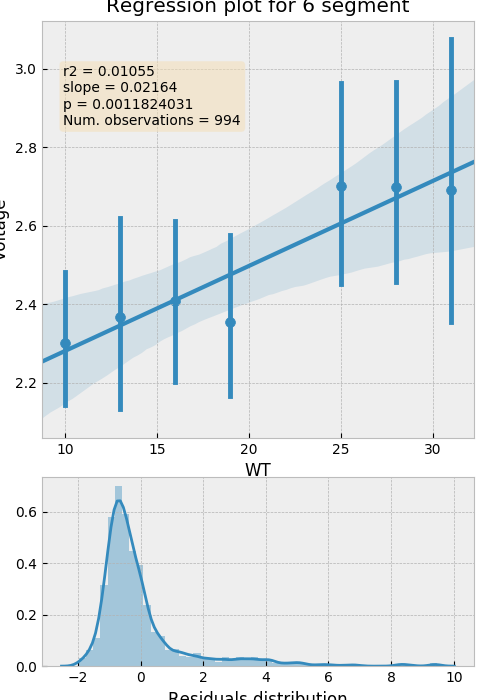 Regression plot for 6 segment
r2 = 0.01055
slope = 0.02164
p = 0.0011824031
Num. observations = 994
3.0
2.8
2.6
2.4
2.2
Voltage
10 15 20 25 30
WT
0.6
0.4
0.2
0.0
−2 0 2 4 6 8 10
Residuals distribution